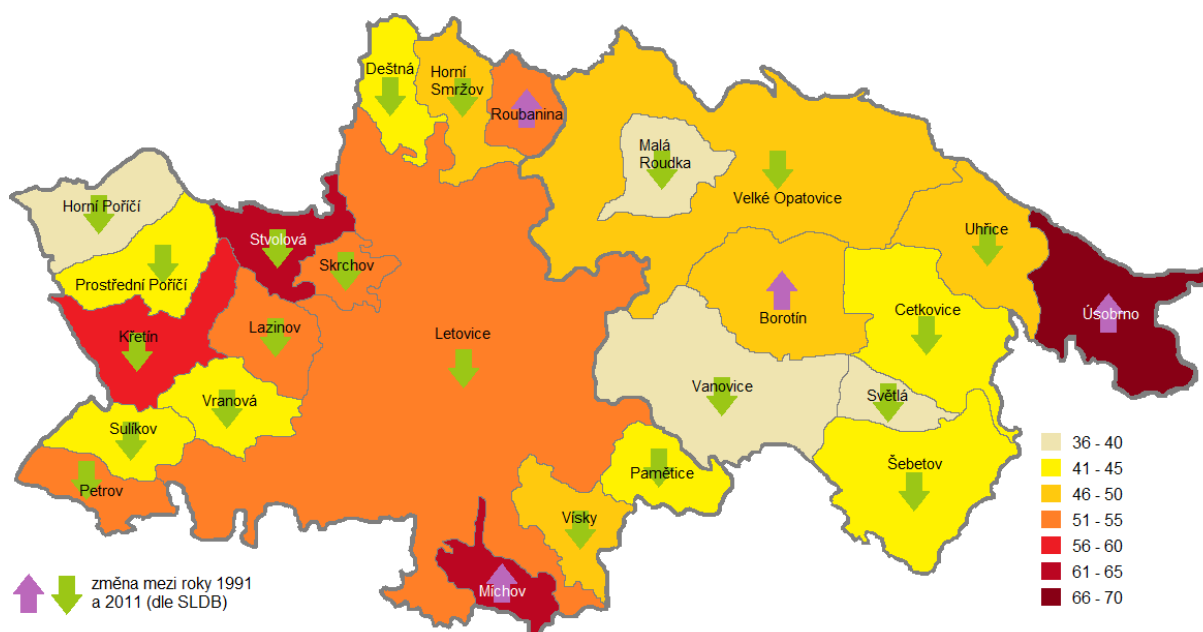 Deštná
Horní
Smržov
Roubanina
Malá
Roudka
Velké Opatovice
Horní Poříčí
Stvolová
Skrchov
Prostřední Poříčí
Uhřice
Křetín
Lazinov
Letovice
Borotín
Cetkovice
Úsobrno
Vranová
Vanovice
Světlá
Sulíkov
Petrov
Pamětice
Šebetov
Vísky
Míchov
36 - 40
41 - 45
46 - 50
51 - 55
56 - 60
61 - 65
66 - 70
změna mezi roky 1991
a 2011 (dle SLDB)